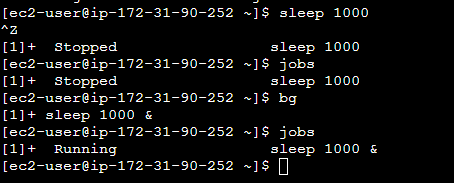 [ec2-user@ip-172-31-90-252 ~]$ sleep 1000
^Z
[1]+  Stopped                 sleep 1000
[ec2-user@ip-172-31-90-252 ~]$ jobs
[1]+  Stopped                 sleep 1000
[ec2-user@ip-172-31-90-252 ~]$ bg
[1]+ sleep 1000 &
[ec2-user@ip-172-31-90-252 ~]$ jobs
[1]+  Running                 sleep 1000 &
[ec2-user@ip-172-31-90-252 ~]$